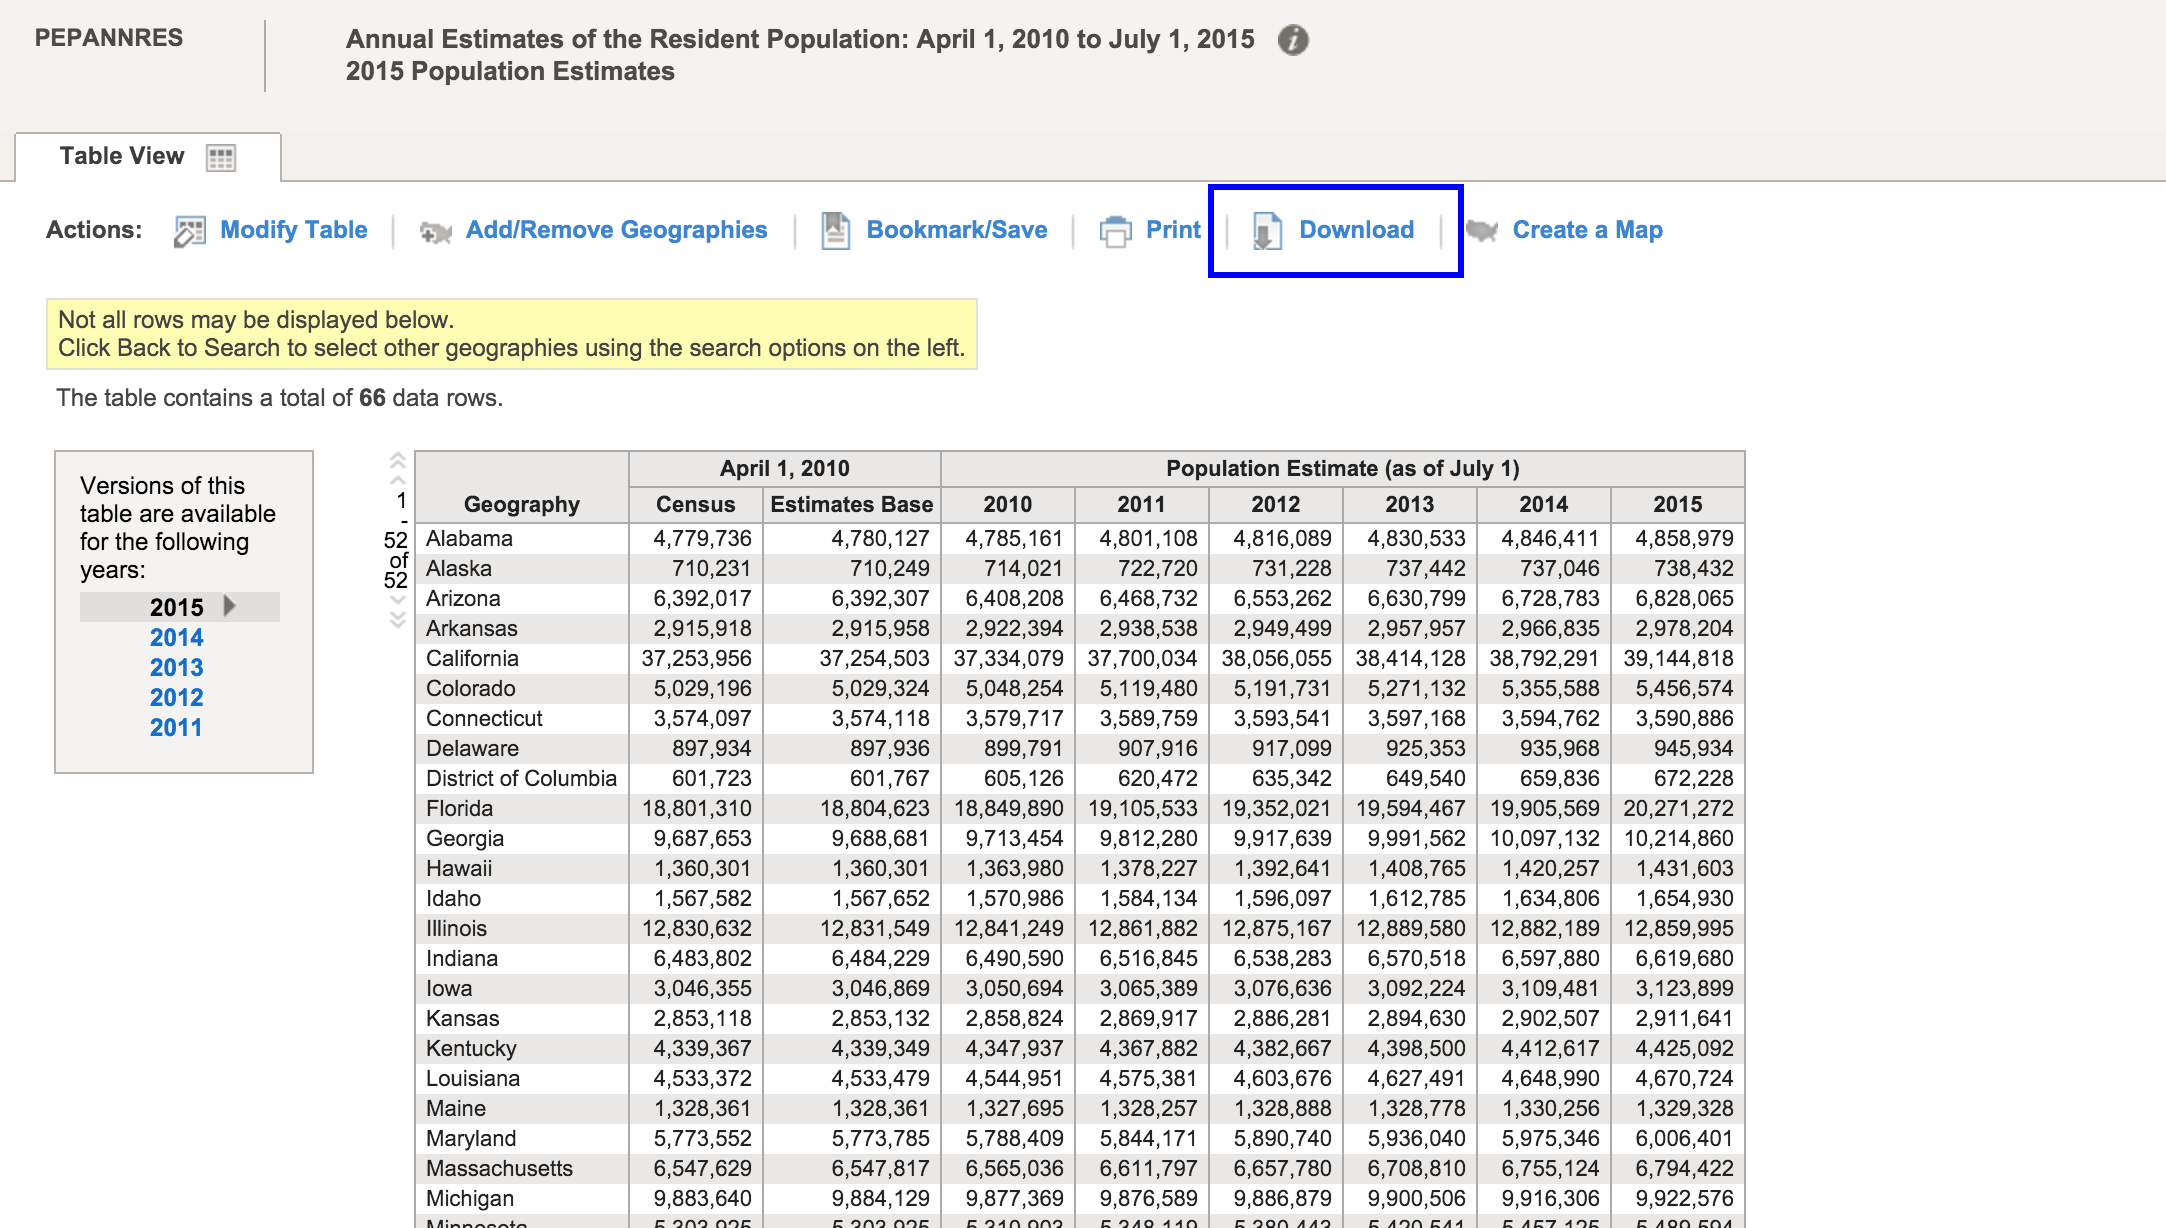 PEPANNRES
Annual Estimates of the Resident Population: April 1, 2010 to July 1, 2015
2015 Population Estimates
Table View
Actions: Modify Table Add/Remove Geographies Bookmark/Save Print Download Create a Map
Not all rows may be displayed below.
Click Back to Search to select other geographies using the search options on the left.
The table contains a total of 66 data rows.
Versions of this
table are available
for the following
years:
2015
2014
2013
2012
2011
1
-
52
of
52
April 1, 2010 Population Estimate (as of July 1)
Geography Census Estimates Base 2010 2011 2012 2013 2014 2015
Alabama 4,779,736 4,780,127 4,785,161 4,801,108 4,816,089 4,830,533 4,846,411 4,858,979
Alaska 710,231 710,249 714,021 722,720 731,228 737,442 737,046 738,432
Arizona 6,392,017 6,392,307 6,408,208 6,468,732 6,553,262 6,630,799 6,728,783 6,828,065
Arkansas 2,915,918 2,915,958 2,922,394 2,938,538 2,949,499 2,957,957 2,966,835 2,978,204
California 37,253,956 37,254,503 37,334,079 37,700,034 38,056,055 38,414,128 38,792,291 39,144,818
Colorado 5,029,196 5,029,324 5,048,254 5,119,480 5,191,731 5,271,132 5,355,588 5,456,574
Connecticut 3,574,097 3,574,118 3,579,717 3,589,759 3,593,541 3,597,168 3,594,762 3,590,886
Delaware 897,934 897,936 899,791 907,916 917,099 925,353 935,968 945,934
District of Columbia 601,723 601,767 605,126 620,472 635,342 649,540 659,836 672,228
Florida 18,801,310 18,804,623 18,849,890 19,105,533 19,352,021 19,594,467 19,905,569 20,271,272
Georgia 9,687,653 9,688,681 9,713,454 9,812,280 9,917,639 9,991,562 10,097,132 10,214,860
Hawaii 1,360,301 1,360,301 1,363,980 1,378,227 1,392,641 1,408,765 1,420,257 1,431,603
Idaho 1,567,582 1,567,652 1,570,986 1,584,134 1,596,097 1,612,785 1,634,806 1,654,930
Illinois 12,830,632 12,831,549 12,841,249 12,861,882 12,875,167 12,889,580 12,882,189 12,859,995
Indiana 6,483,802 6,484,229 6,490,590 6,516,845 6,538,283 6,570,518 6,597,880 6,619,680
Iowa 3,046,355 3,046,869 3,050,694 3,065,389 3,076,636 3,092,224 3,109,481 3,123,899
Kansas 2,853,118 2,853,132 2,858,824 2,869,917 2,886,281 2,894,630 2,902,507 2,911,641
Kentucky 4,339,367 4,339,349 4,347,937 4,367,882 4,382,667 4,398,500 4,412,617 4,425,092
Louisiana 4,533,372 4,533,479 4,544,951 4,575,381 4,603,676 4,627,491 4,648,990 4,670,724
Maine 1,328,361 1,328,361 1,327,695 1,328,257 1,328,888 1,328,778 1,330,256 1,329,328
Maryland 5,773,552 5,773,785 5,788,409 5,844,171 5,890,740 5,936,040 5,975,346 6,006,401
Massachusetts 6,547,629 6,547,817 6,565,036 6,611,797 6,657,780 6,708,810 6,755,124 6,794,422
Michigan 9,883,640 9,884,129 9,877,369 9,876,589 9,886,879 9,900,506 9,916,306 9,922,576
Minnesota